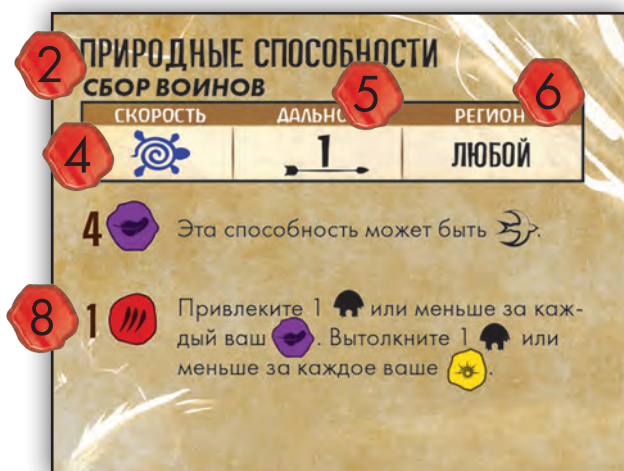 2 ПРИРОДНЫЕ СПОСОБНОСТИ
СБОР ВОИНОВ
5 6
СКОРОСТЬ ДАЛЬНО РЕГИОН
4 1 ЛЮБОЙ
4 Эта способность может быть .
8 1 Привлеките 1 или меньше за каж-
дый ваш . Вытолкните 1 или
меньше за каждое ваше .